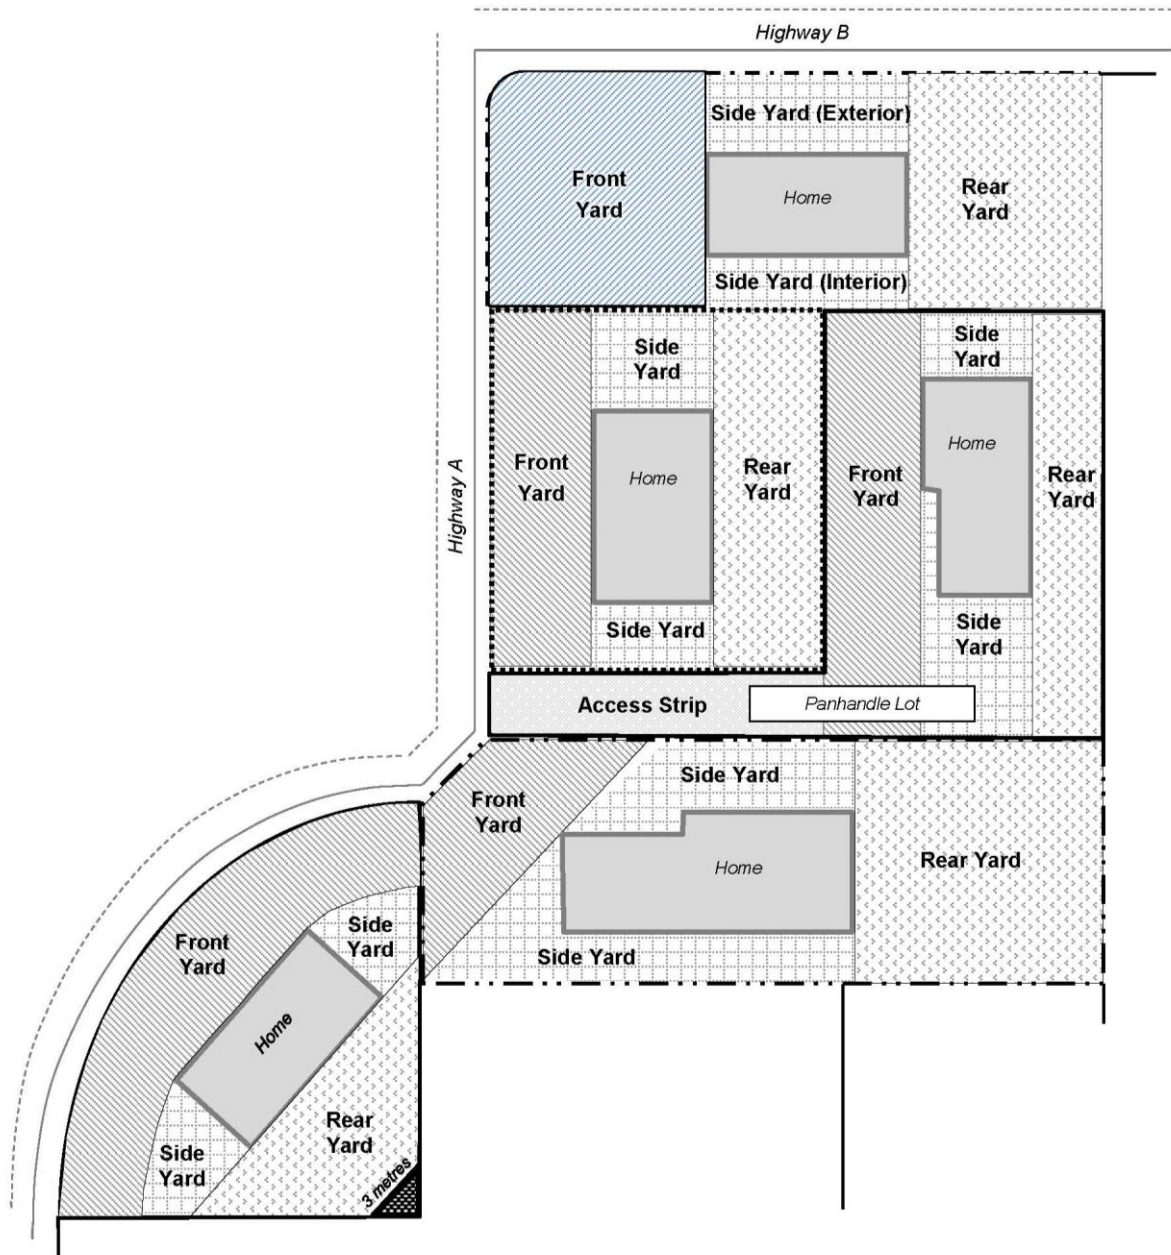 Highway B
Side Yard (Exterior)
Front
Yard
Home
Rear
Yard
Side Yard (Interior)
Side
Yard
Side
Yard
Highway A
Front
Yard
Home
Rear
Yard
Front
Yard
Home
Rear
Yard
Side Yard
Side
Yard
Access Strip
Panhandle Lot
Front
Yard
Side Yard
Home
Rear Yard
Side Yard
Front
Yard
Side
Yard
Home
Rear
Yard
Side
Yard
3 metres